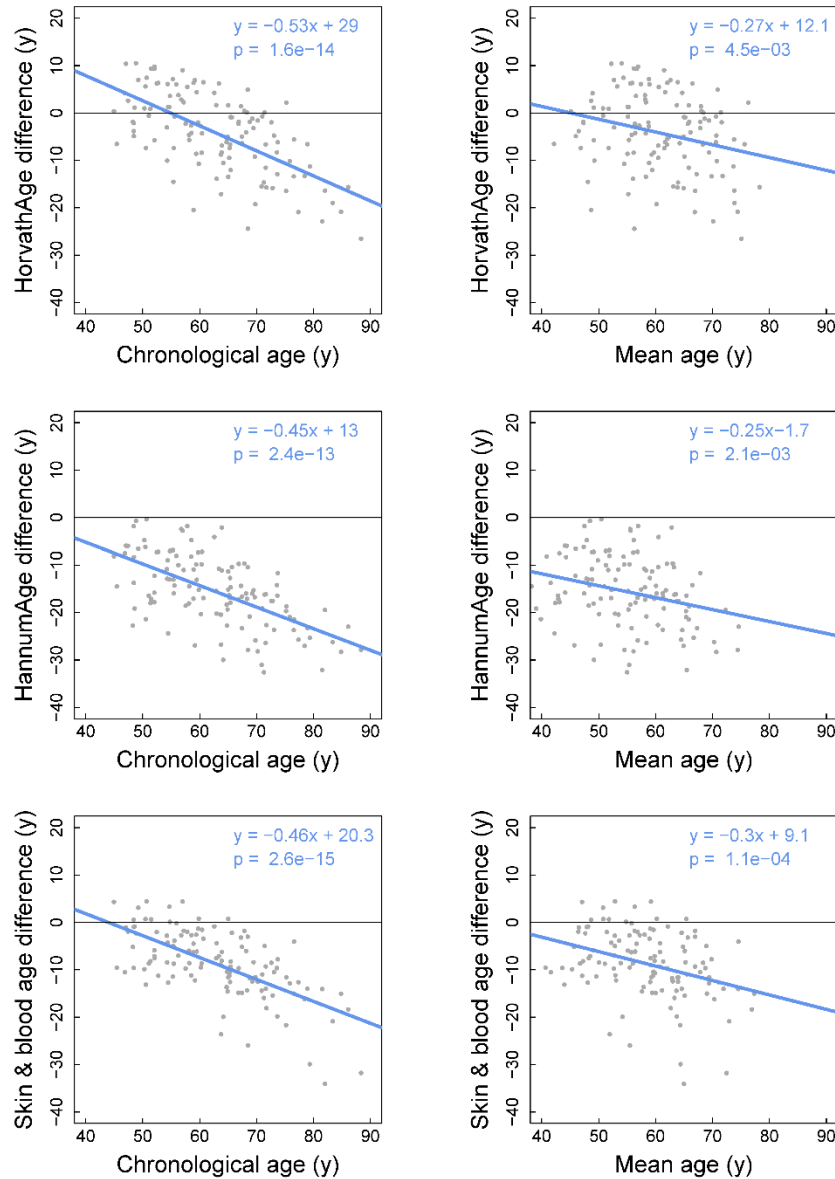 y = −0.53x + 29
p = 1.6e−14
HorvathAge difference (y)
20
10
0
−10
−20
−30
−40
40 50 60 70 80 90
Chronological age (y)
y = −0.27x + 12.1
p = 4.5e−03
HorvathAge difference (y)
20
10
0
−10
−20
−30
−40
40 50 60 70 80 90
Mean age (y)
y = −0.45x + 13
p = 2.4e−13
HannumAge difference (y)
20
10
0
−10
−20
−30
−40
40 50 60 70 80 90
Chronological age (y)
y = −0.25x−1.7
p = 2.1e−03
HannumAge difference (y)
20
10
0
−10
−20
−30
−40
40 50 60 70 80 90
Mean age (y)
y = −0.46x + 20.3
p = 2.6e−15
Skin & blood age difference (y)
20
10
0
−10
−20
−30
−40
40 50 60 70 80 90
Chronological age (y)
y = −0.3x + 9.1
p = 1.1e−04
Skin & blood age difference (y)
20
10
0
−10
−20
−30
−40
40 50 60 70 80 90
Mean age (y)